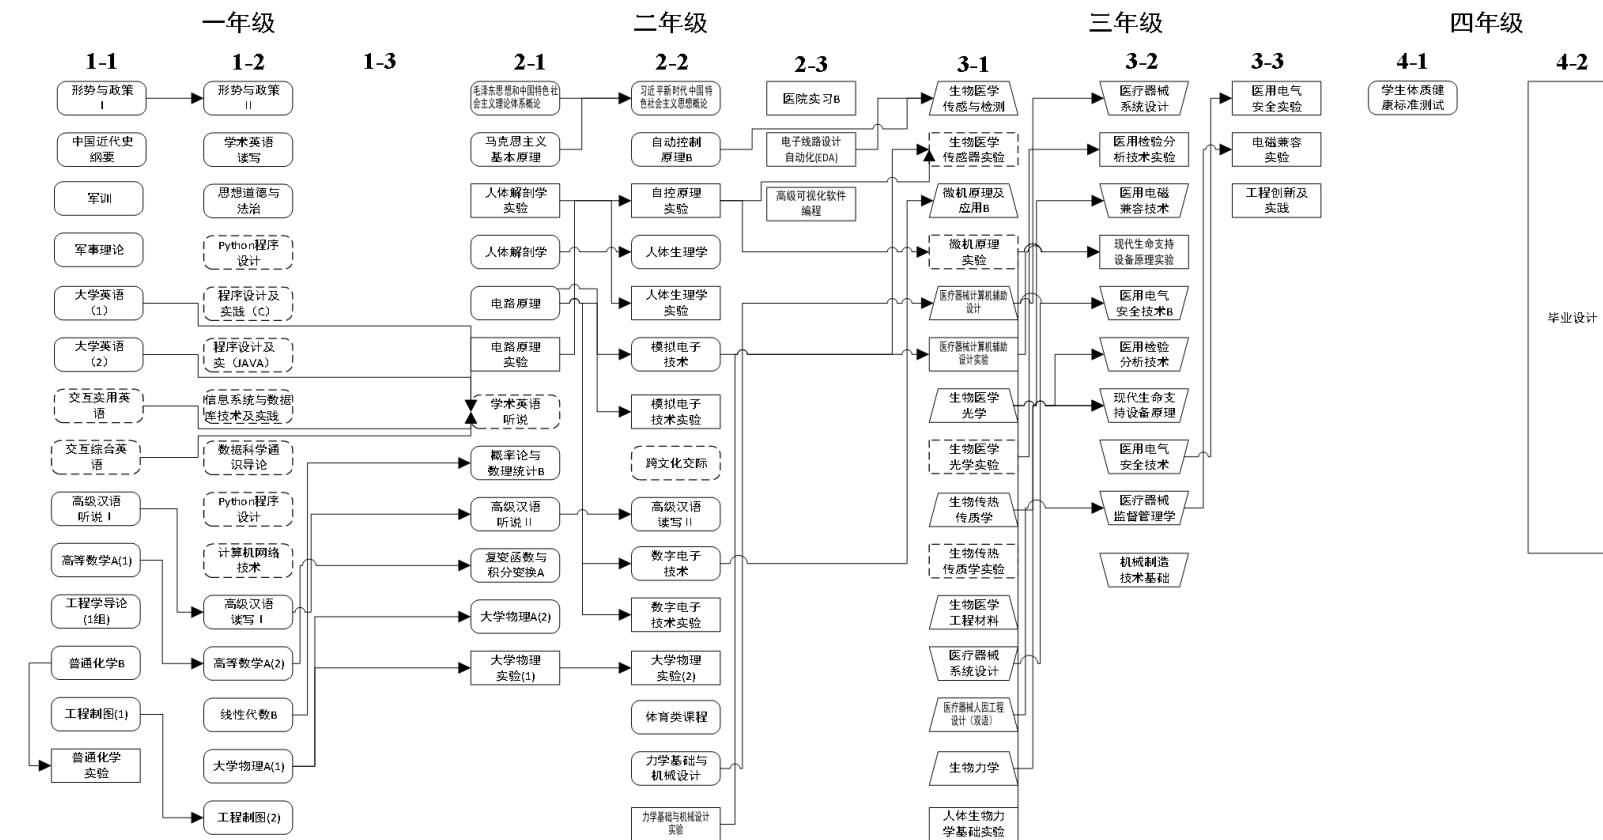 一年级
二年级
三年级
四年级
1-1
1-2
1-3
2-1
2-2
2-3
3-1
3-2
3-3
4-1
4-2
形势与政策
I
中国近代史
纲要
军训
军事理论
大学英语
（1）
大学英语
（2）
交互实用英
语
交互综合英
语
高级汉语
听说 I
高等数学A(1)
工程学导论
(1组)
普通化学B
工程制图(1)
普通化学
实验
形势与政策
II
学术英语
读写
思想道德与
法治
Python程序
设计
程序设计及
实践（C）
程序设计及
实（JAVA）
信息系统与数据
库技术及实践
数据科学通
识导论
Python程序
设计
计算机网络
技术
高级汉语
读写 I
高等数学A(2)
线性代数B
大学物理A(1)
工程制图(2)
毛泽东思想和中国特色社
会主义理论体系概论
马克思主义
基本原理
人体解剖学
实验
人体解剖学
电路原理
电路原理
实验
学术英语
听说
概率论与
数理统计B
高级汉语
听说 II
复变函数与
积分变换A
大学物理A(2)
大学物理
实验(1)
习近平新时代中国特
色社会主义思想概论
自动控制
原理B
自控原理
实验
人体生理学
人体生理学
实验
模拟电子
技术
模拟电子
技术实验
跨文化交际
高级汉语
读写 II
数字电子
技术
数字电子
技术实验
大学物理
实验(2)
体育类课程
力学基础与
机械设计
力学基础与机械设计
实验
医院实习B
电子线路设计
自动化(EDA)
高级可视化软件
编程
生物医学
传感与检测
生物医学
传感器实验
微机原理及
应用B
微机原理
实验
医疗器械计算机辅助
设计
医疗器械计算机辅助
设计实验
生物医学
光学
生物医学
光学实验
生物传热
传质学
生物传热
传质学实验
生物医学
工程材料
医疗器械
系统设计
医疗器械人因工程
设计（双语）
生物力学
人体生物力
学基础实验
医疗器械
系统设计
医用检验分
析技术实验
医用电磁
兼容技术
现代生命支持
设备原理实验
医用电气
安全技术B
医用检验
分析技术
现代生命支
持设备原理
医用电气
安全技术
医疗器械
监督管理学
机械制造
技术基础
医用电气
安全实验
电磁兼容
实验
工程创新及
实践
学生体质健
康标准测试
毕业设计